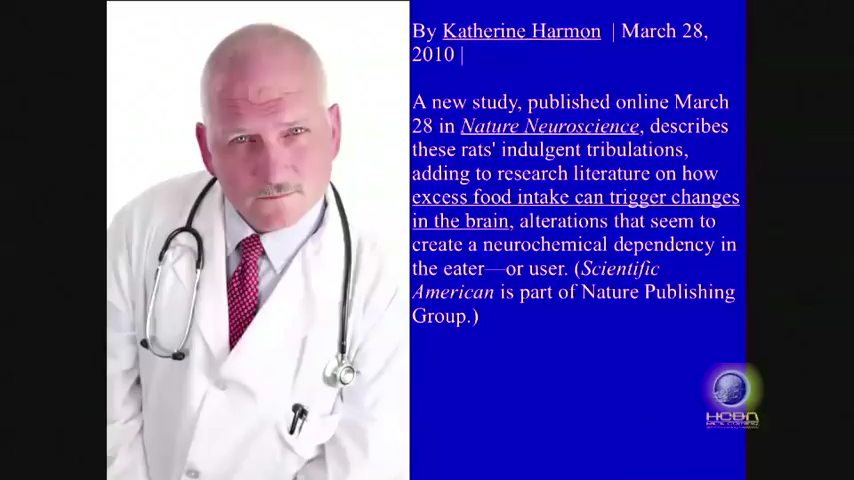 By Katherine Harmon | March 28,
2010 |
A new study, published online March
28 in Nature Neuroscience, describes
these rats' indulgent tribulations,
adding to research literature on how
excess food intake can trigger changes
in the brain, alterations that seem to
create a neurochemical dependency in
the eater—or user. (Scientific
American is part of Nature Publishing
Group.)
HCBN